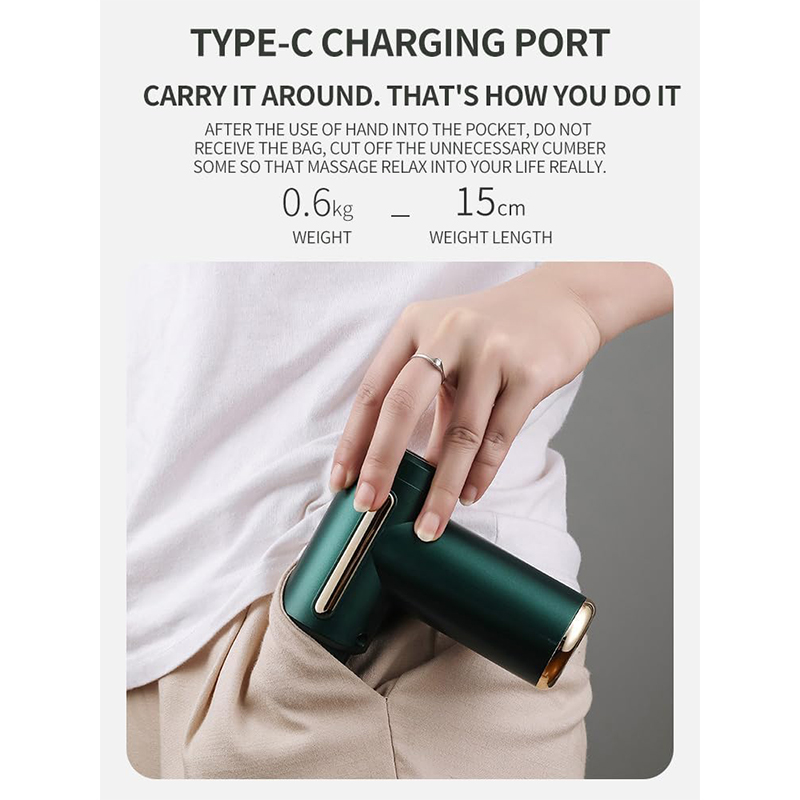 TYPE-C CHARGING PORT
CARRY IT AROUND. THAT'S HOW YOU DO IT
AFTER THE USE OF HAND INTO THE POCKET, DO NOT
RECEIVE THE BAG, CUT OFF THE UNNECESSARY CUMBER
SOME SO THAT MASSAGE RELAX INTO YOUR LIFE REALLY.
0.6kg — 15cm
WEIGHT WEIGHT LENGTH